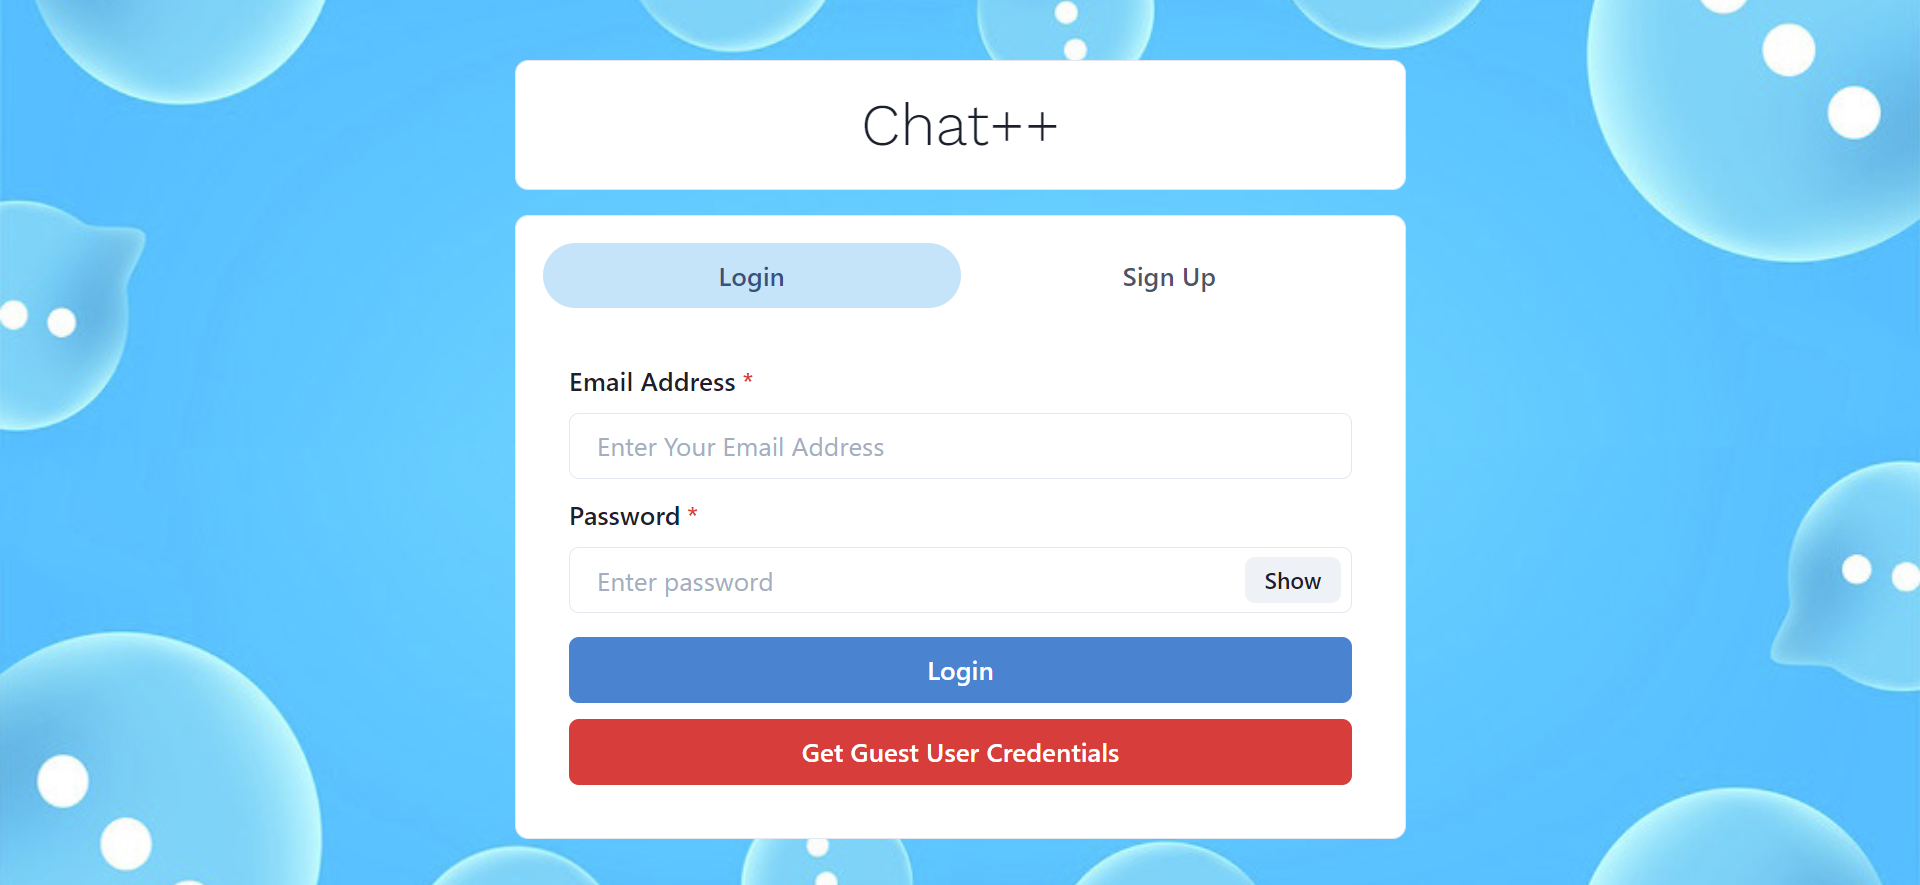 Chat++
Login
Sign Up
Email Address *
Enter Your Email Address
Password *
Enter password
Show
Login
Get Guest User Credentials